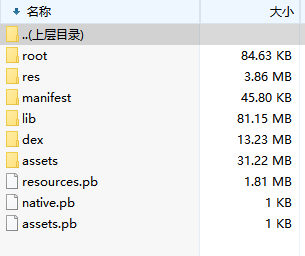 名称 大小
..(上层目录)
root 84.63 KB
res 3.86 MB
manifest 45.80 KB
lib 81.15 MB
dex 13.23 MB
assets 31.22 MB
resources.pb 1.81 MB
native.pb 1 KB
assets.pb 1 KB